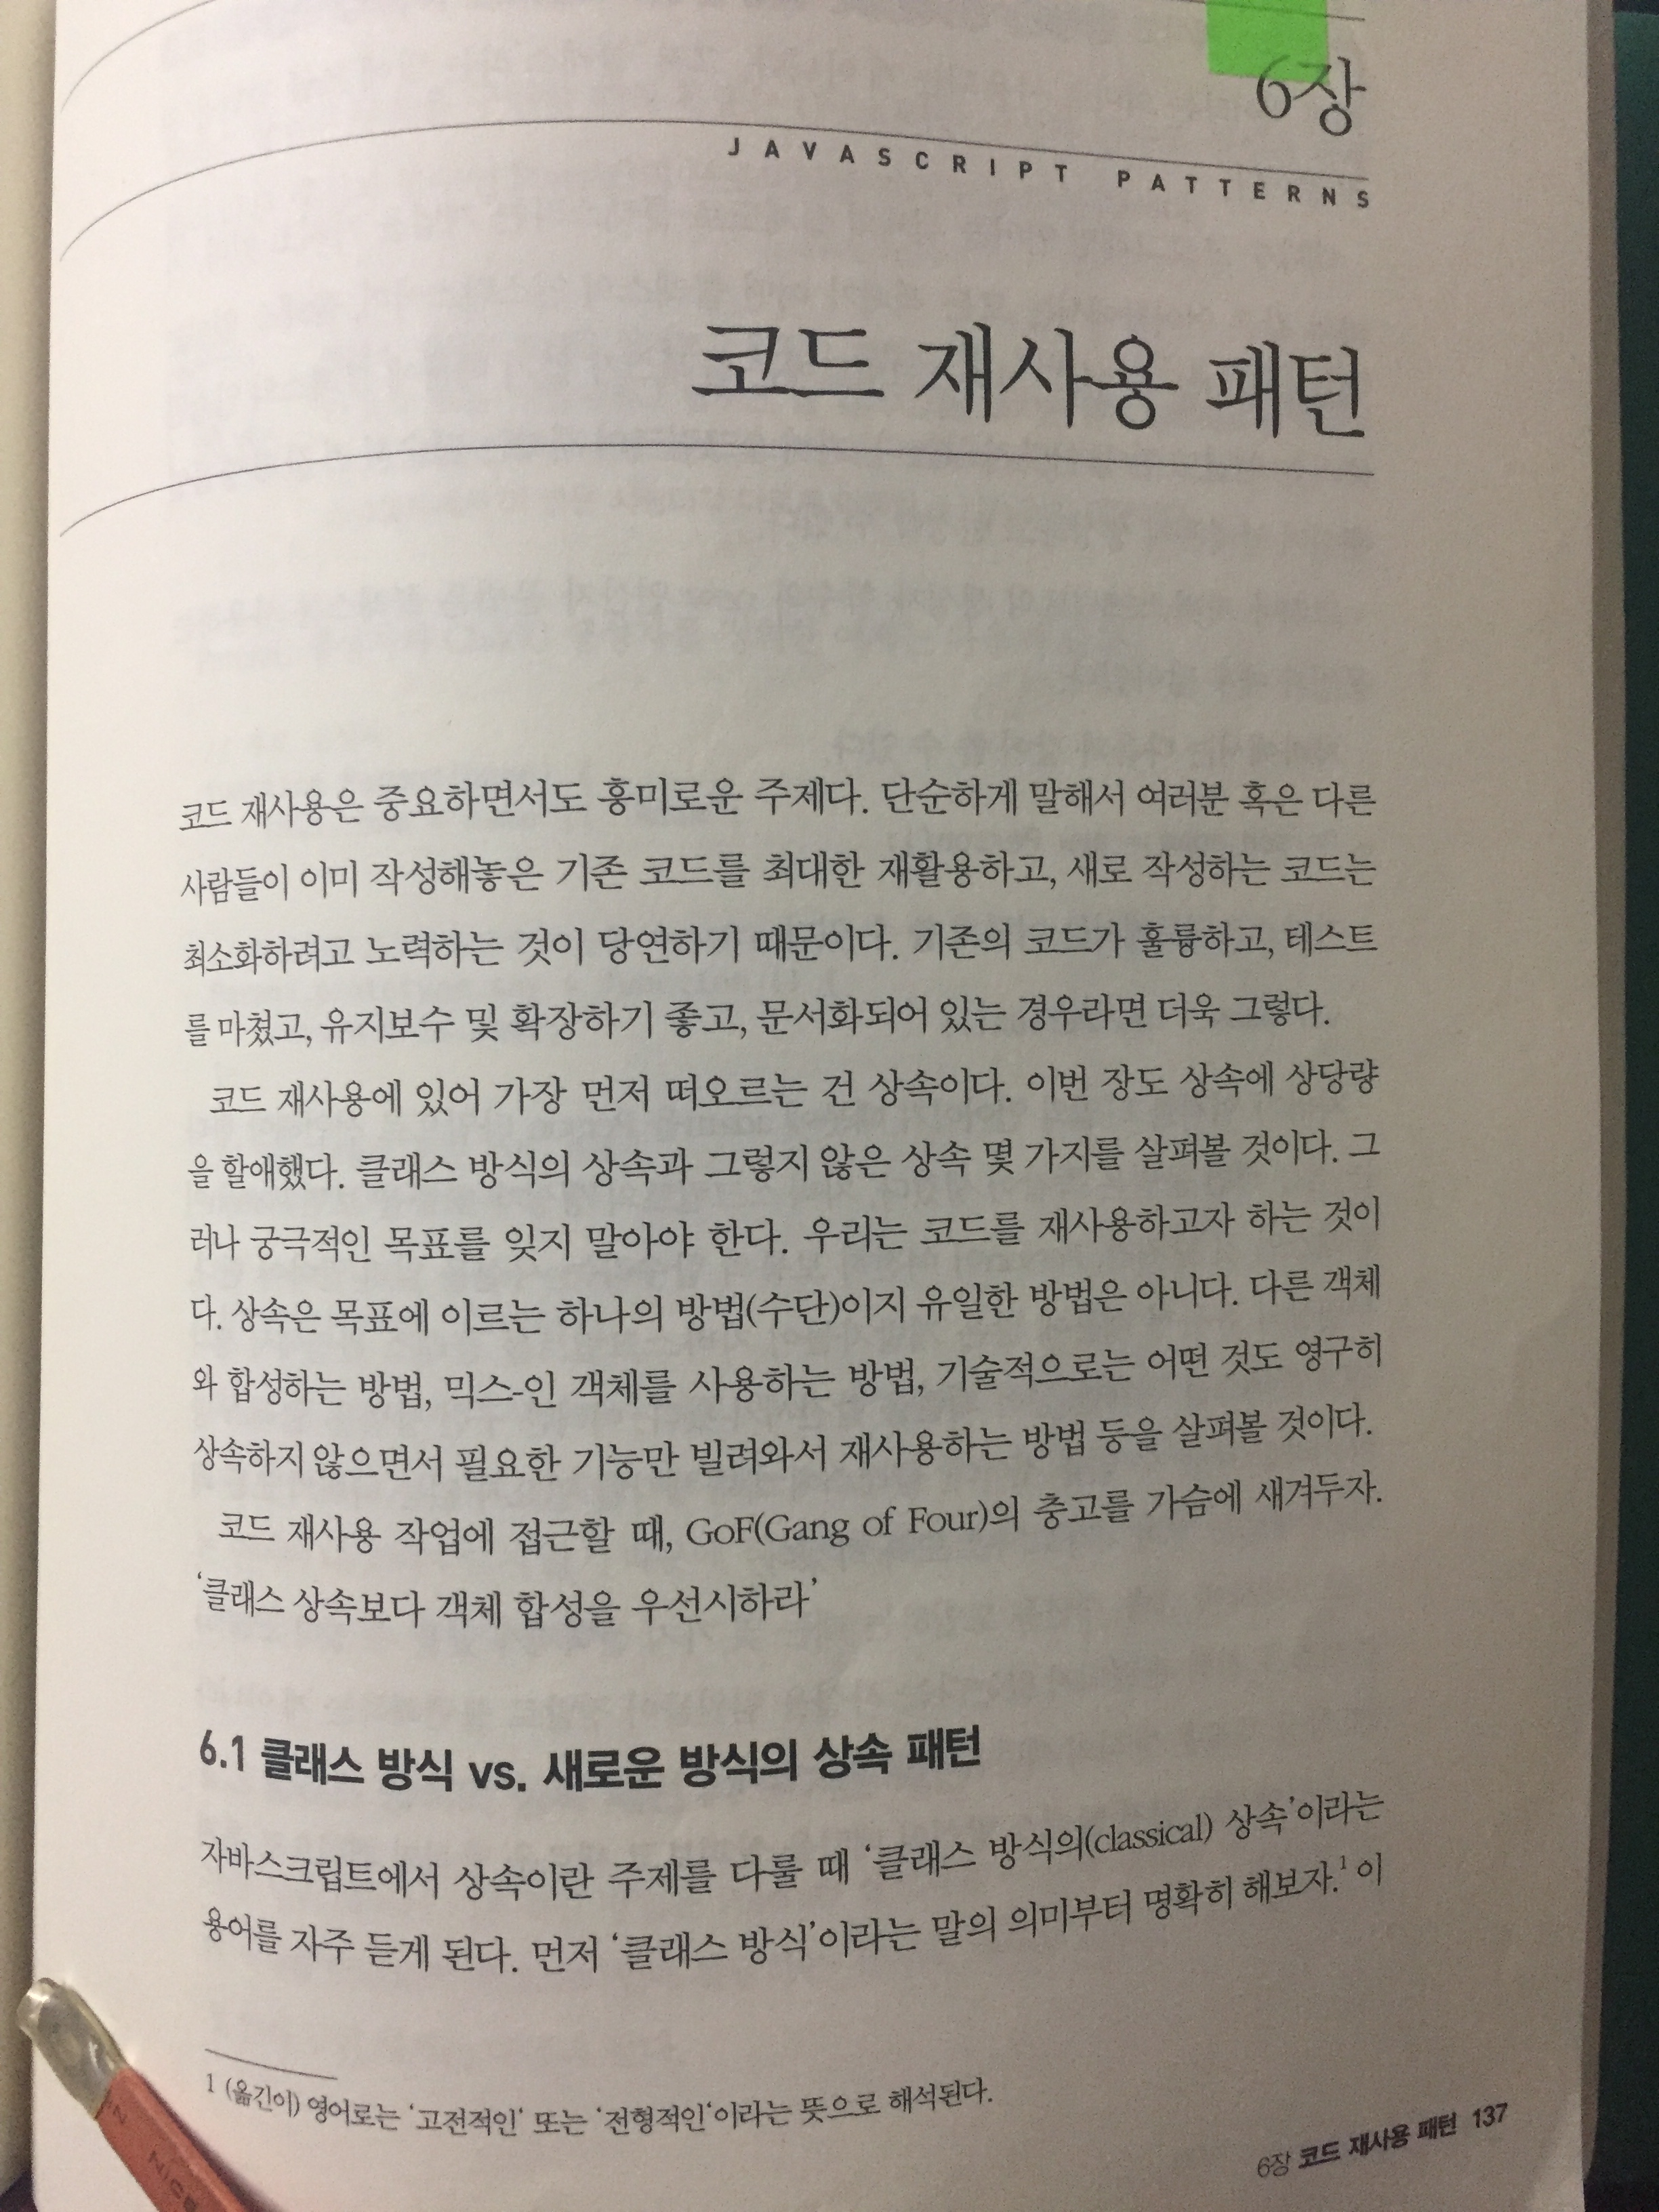 6장
JAVASCRIPT PATTERNS
코드 재사용 패턴
코드 재사용은 중요하면서도 흥미로운 주제다. 단순하게 말해서 여러분 혹은 다른
사람들이 이미 작성해놓은 기존 코드를 최대한 재활용하고, 새로 작성하는 코드는
최소화하려고 노력하는 것이 당연하기 때문이다. 기존의 코드가 훌륭하고, 테스트
를 마쳤고, 유지보수 및 확장하기 좋고, 문서화되어 있는 경우라면 더욱 그렇다.
코드 재사용에 있어 가장 먼저 떠오르는 건 상속이다. 이번 장도 상속에 상당량
을 할애했다. 클래스 방식의 상속과 그렇지 않은 상속 몇 가지를 살펴볼 것이다. 그
러나 궁극적인 목표를 잊지 말아야 한다. 우리는 코드를 재사용하고자 하는 것이
다. 상속은 목표에 이르는 하나의 방법(수단)이지 유일한 방법은 아니다. 다른 객체
와 합성하는 방법, 믹스-인 객체를 사용하는 방법, 기술적으로는 어떤 것도 영구히
상속하지 않으면서 필요한 기능만 빌려와서 재사용하는 방법 등을 살펴볼 것이다.
코드 재사용 작업에 접근할 때, GoF(Gang of Four)의 충고를 가슴에 새겨두자.
‘클래스 상속보다 객체 합성을 우선시하라’
6.1 클래스 방식 vs. 새로운 방식의 상속 패턴
자바스크립트에서 상속이란 주제를 다룰 때 ‘클래스 방식의(classical) 상속’이라는
용어를 자주 듣게 된다. 먼저 ‘클래스 방식’이라는 말의 의미부터 명확히 해보자.1 이
1 (옮긴이) 영어로는 ‘고전적인‘ 또는 ‘전형적인‘이라는 뜻으로 해석된다.
6장 코드 재사용 패턴 137